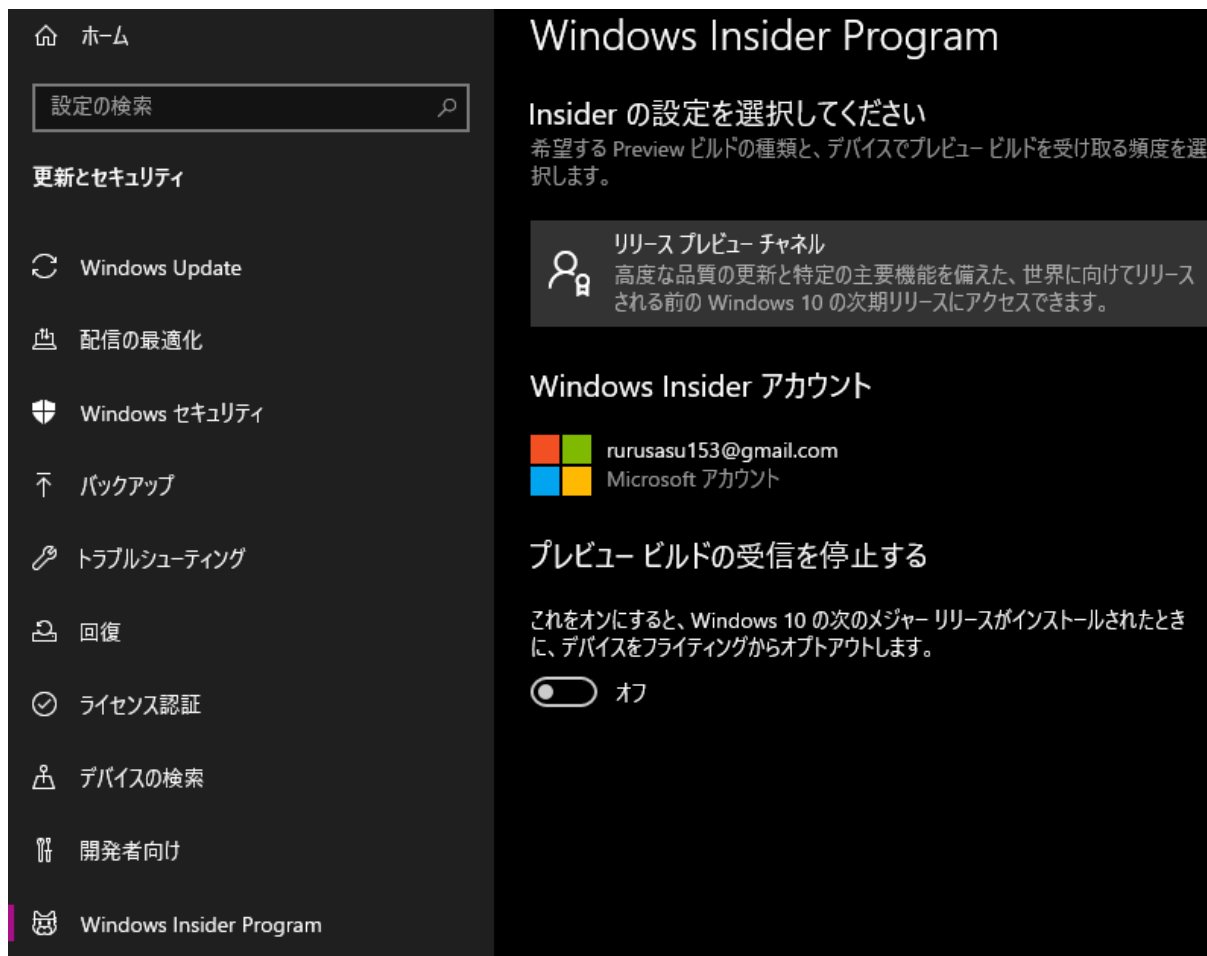 ホーム
設定の検索
更新とセキュリティ
Windows Update
配信の最適化
Windows セキュリティ
バックアップ
トラブルシューティング
回復
ライセンス認証
デバイスの検索
開発者向け
Windows Insider Program
Windows Insider Program
Insider の設定を選択してください
希望する Preview ビルドの種類と、デバイスでプレビュー ビルドを受け取る頻度を選
択します。
リリース プレビュー チャネル
高度な品質の更新と特定の主要機能を備えた、世界に向けてリリース
される前の Windows 10 の次期リリースにアクセスできます。
Windows Insider アカウント
rurusasu153@gmail.com
Microsoft アカウント
プレビュー ビルドの受信を停止する
これをオンにすると、Windows 10 の次のメジャー リリースがインストールされたとき
に、デバイスをフライティングからオプトアウトします。
オフ